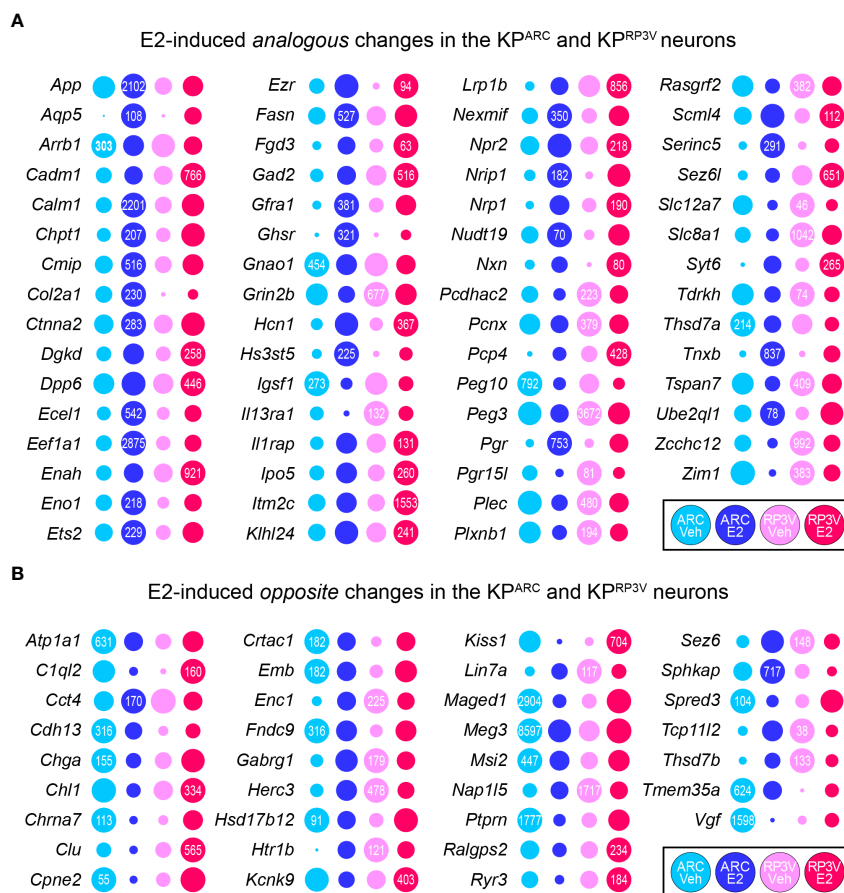 A
E2-induced analogous changes in the KPARC and KPRP3V neurons
App 2102
Aqp5 108
Arrb1 303
Cadm1 766
Calm1 2201
Chpt1 207
Cmip 516
Col2a1 230
Ctnna2 283
Dgkd 258
Dpp6 446
Ecel1 542
Eef1a1 2875
Enah 921
Eno1 218
Ets2 229
Ezr 94
Fasn 527
Fgd3 63
Gad2 516
Gfra1 381
Ghsr 321
Gnao1 454
Grin2b 677
Hcn1 367
Hs3st5 225
Igsf1 273
Il13ra1 132
Il1rap 131
Ipo5 260
Itm2c 1553
Klhl24 241
Lrp1b 856
Nexmif 350
Npr2 218
Nrip1 182
Nrp1 190
Nudt19 70
Nxn 80
Pcdhac2 223
Pcnx 379
Pcp4 428
Peg10 792
Peg3 3672
Pgr 753
Pgr15l 81
Plec 480
Plxnb1 194
Rasgrf2 382
Scml4 112
Serinc5 291
Sez6l 651
Slc12a7 46
Slc8a1 1042
Syt6 265
Tdrkh 74
Thsd7a 214
Tnxb 837
Tspan7 409
Ube2ql1 78
Zcchc12 992
Zim1 383
ARC Veh
ARC E2
RP3V Veh
RP3V E2
B
E2-induced opposite changes in the KPARC and KPRP3V neurons
Atp1a1 631
C1ql2 160
Cct4 170
Cdh13 316
Chga 155
Chl1 334
Chrna7 113
Clu 565
Cpne2 55
Crtac1 182
Emb 182
Enc1 225
Fndc9 316
Gabrg1 179
Herc3 478
Hsd17b12 91
Htr1b 121
Kcnk9 403
Kiss1 704
Lin7a 117
Maged1 2904
Meg3 8597
Msi2 447
Nap1l5 1717
Ptprn 1777
Ralgps2 234
Ryr3 184
Sez6 148
Sphkap 717
Spred3 104
Tcp11l2 38
Thsd7b 133
Tmem35a 624
Vgf 1598
ARC Veh
ARC E2
RP3V Veh
RP3V E2